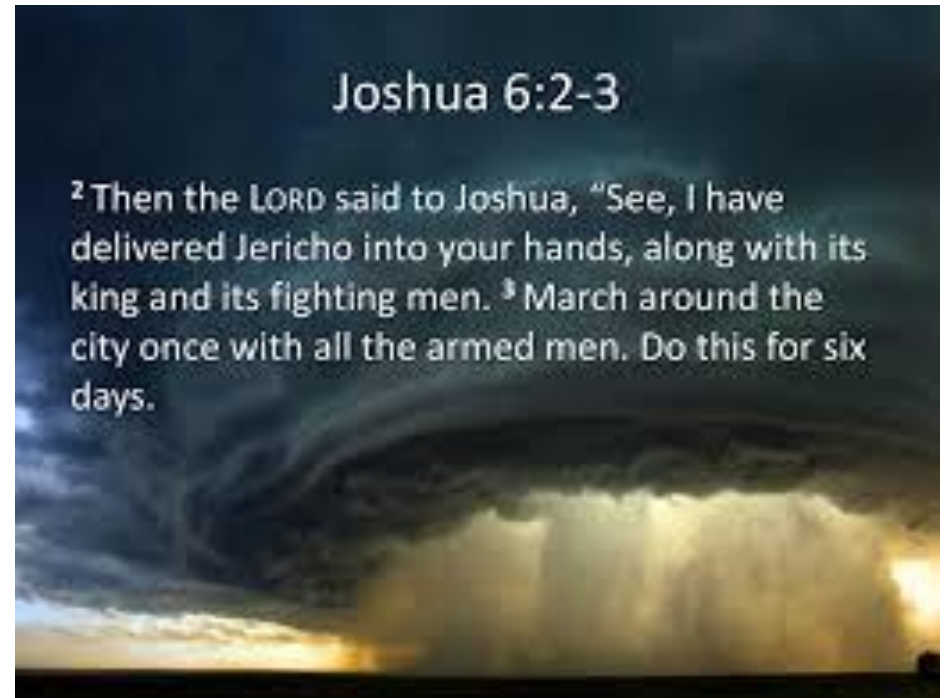 Joshua 6:2-3
² Then the LORD said to Joshua, “See, I have
delivered Jericho into your hands, along with its
king and its fighting men. ³ March around the
city once with all the armed men. Do this for six
days.